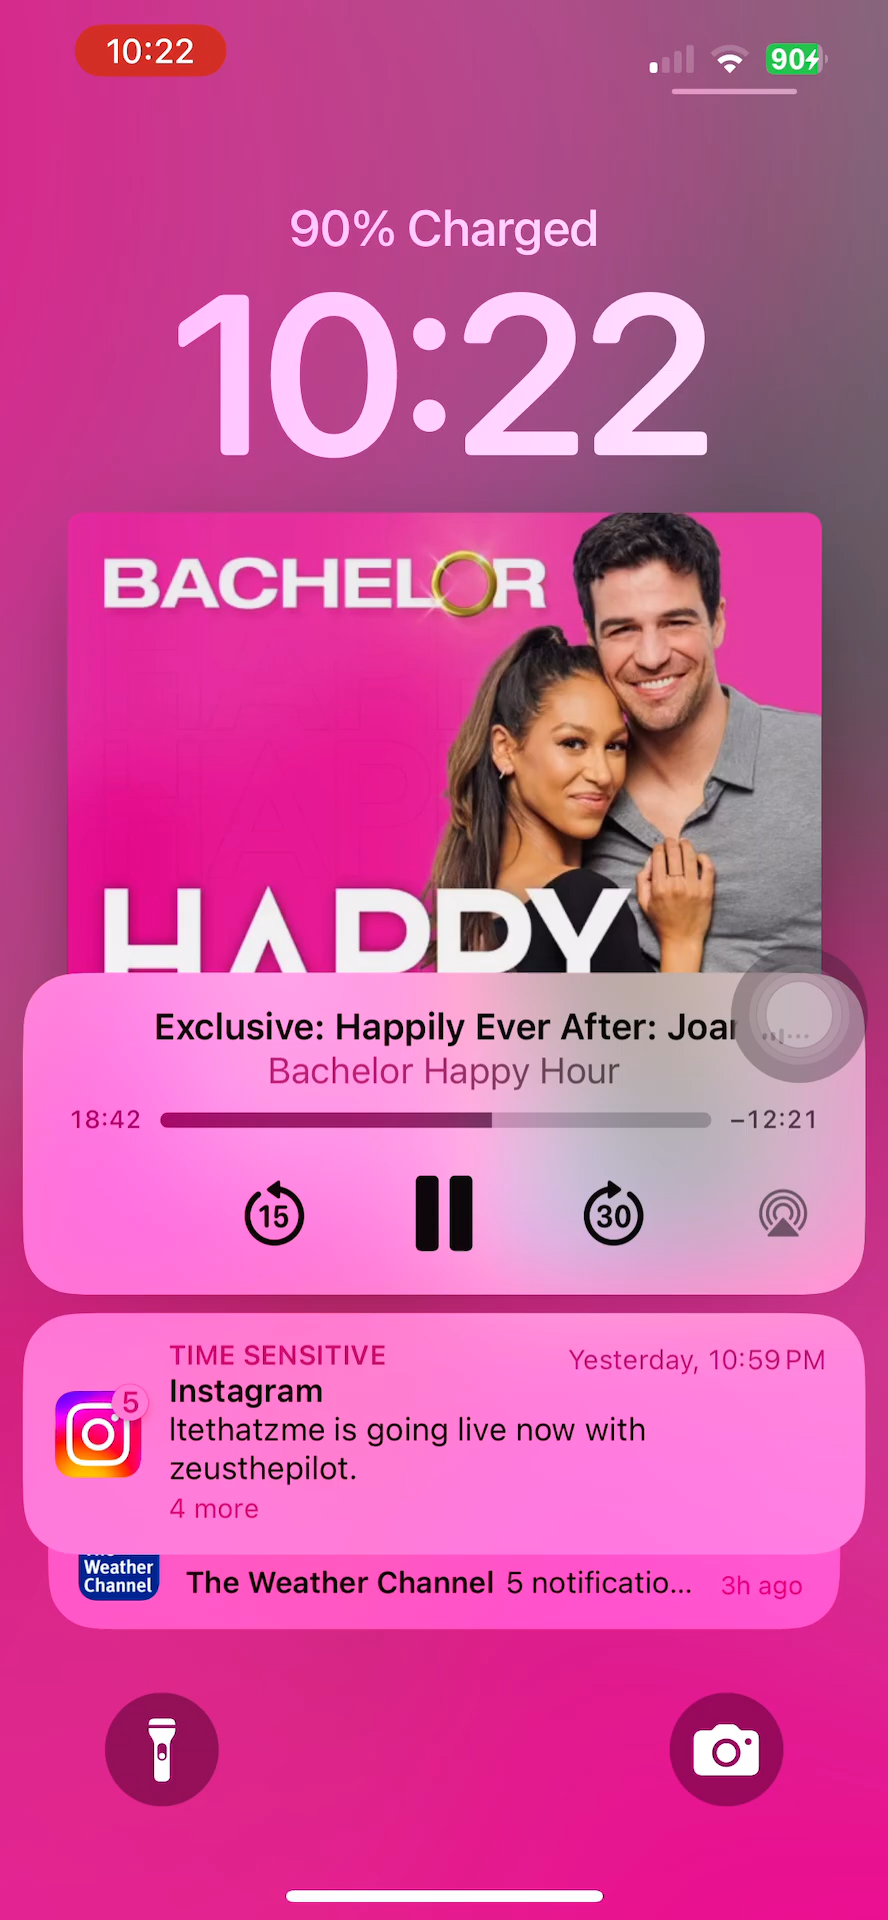 10:22
90
90% Charged
10:22
BACHELOR
HAPPY
Exclusive: Happily Ever After: Joan
Bachelor Happy Hour
18:42
−12:21
15
30
TIME SENSITIVE
Yesterday, 10:59 PM
Instagram
5
ltethatzme is going live now with
zeusthepilot.
4 more
The
Weather
Channel
The Weather Channel 5 notificatio...
3h ago